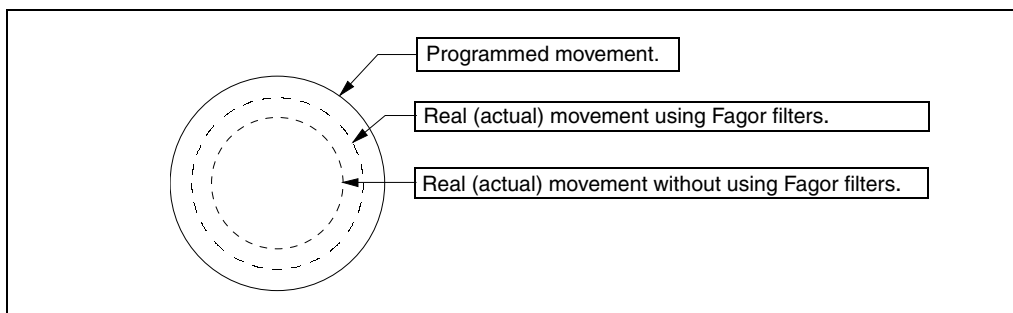 Programmed movement.
Real (actual) movement using Fagor filters.
Real (actual) movement without using Fagor filters.